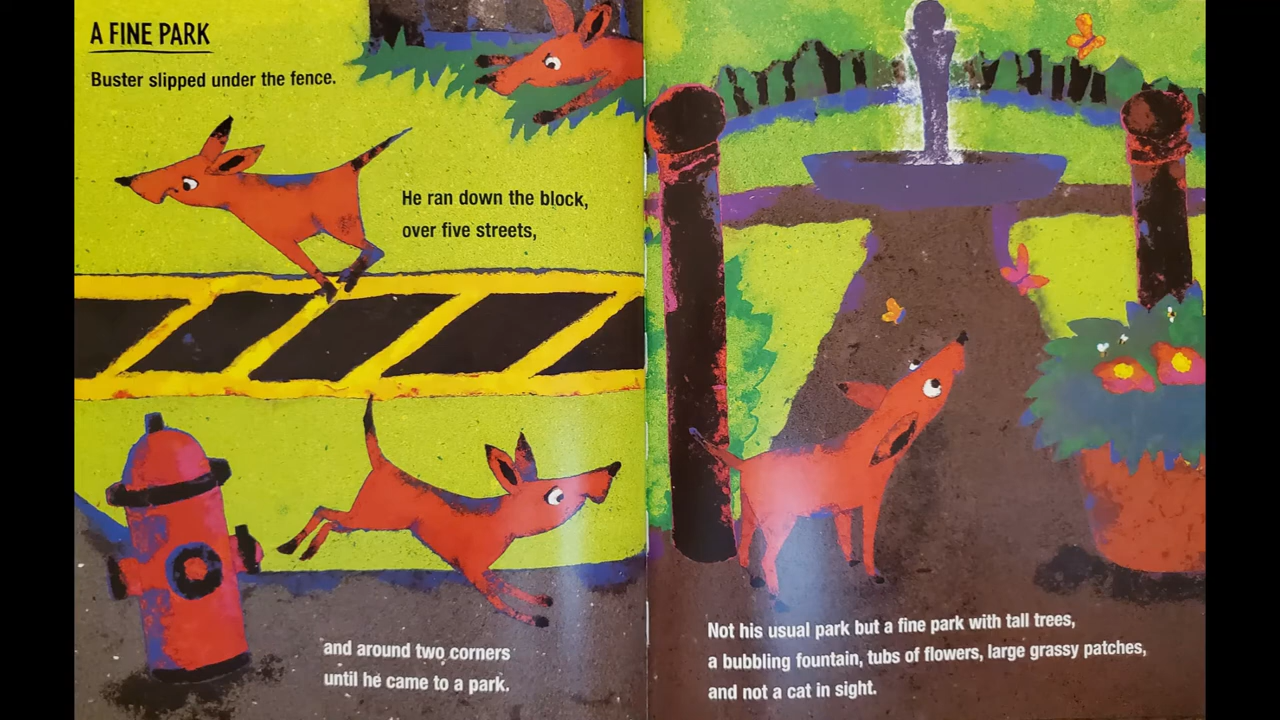 A FINE PARK
Buster slipped under the fence.
He ran down the block,
over five streets,
and around two corners
until he came to a park.
Not his usual park but a fine park with tall trees,
a bubbling fountain, tubs of flowers, large grassy patches,
and not a cat in sight.